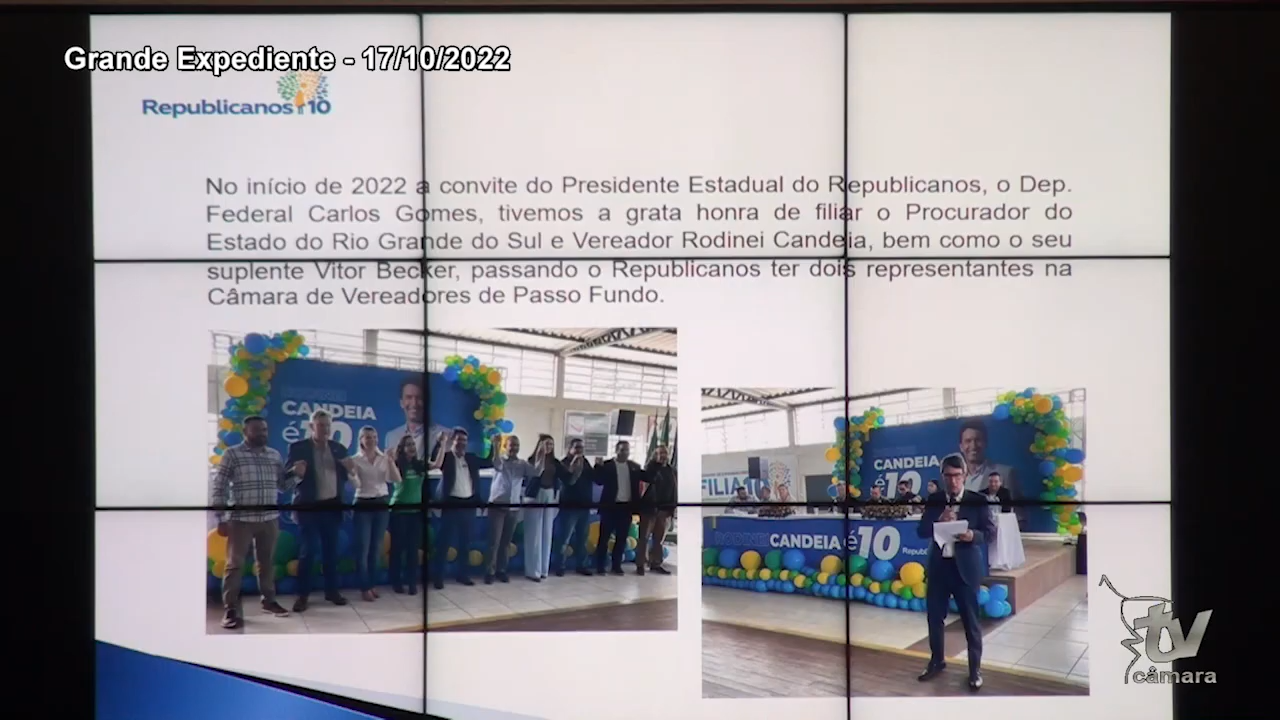 Grande Expediente - 17/10/2022
Republicanos 10
No início de 2022 a convite do Presidente Estadual do Republicanos, o Dep.
Federal Carlos Gomes, tivemos a grata honra de filiar o Procurador do
Estado do Rio Grande do Sul e Vereador Rodinei Candeia, bem como o seu
suplente Vitor Becker, passando o Republicanos ter dois representantes na
Câmara de Vereadores de Passo Fundo.
CANDEIA
é10
CANDEIA
é10
FILIA
CANDEIA é10
tv
câmara